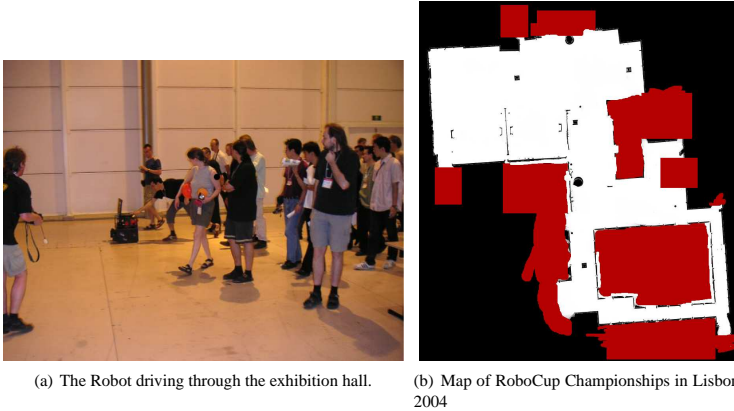 (a) The Robot driving through the exhibition hall.
(b) Map of RoboCup Championships in Lisbon
2004